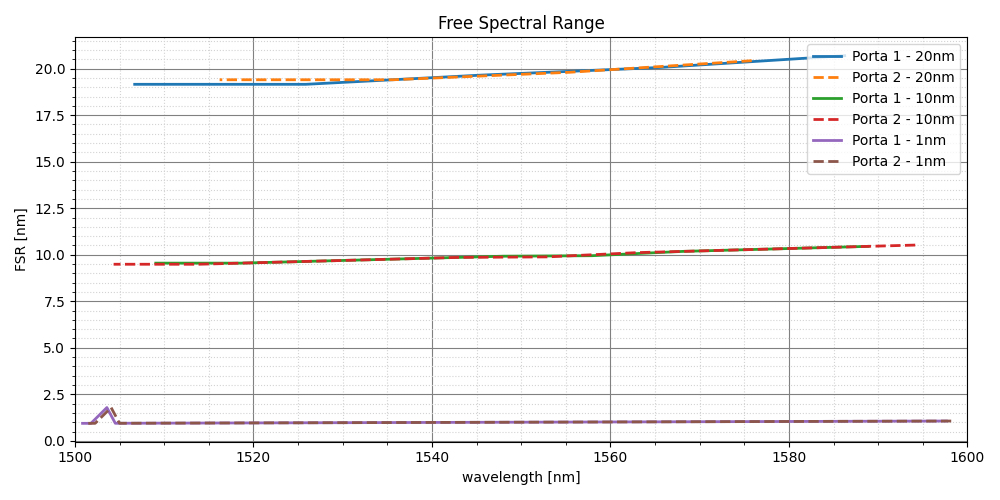 Free Spectral Range
Porta 1 - 20nm
Porta 2 - 20nm
Porta 1 - 10nm
Porta 2 - 10nm
Porta 1 - 1nm
Porta 2 - 1nm
FSR [nm]
20.0
17.5
15.0
12.5
10.0
7.5
5.0
2.5
0.0
1500 1520 1540 1560 1580 1600
wavelength [nm]